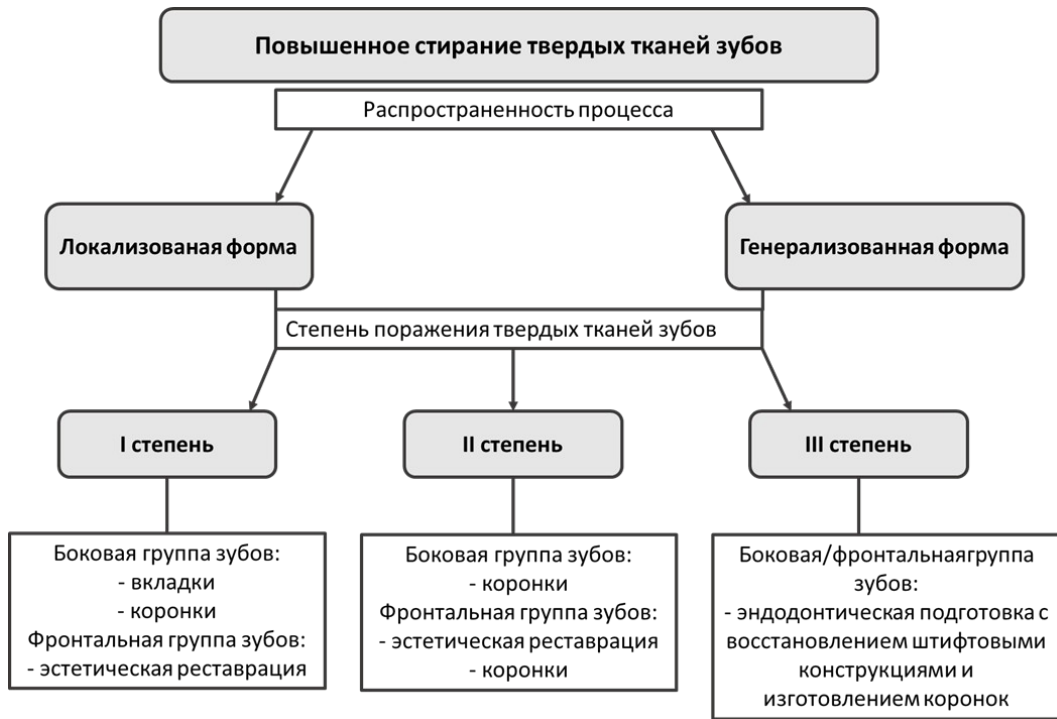 Повышенное стирание твердых тканей зубов
Распространенность процесса
Локализованая форма
Генерализованная форма
Степень поражения твердых тканей зубов
I степень
II степень
III степень
Боковая группа зубов:
- вкладки
- коронки
Фронтальная группа зубов:
- эстетическая реставрация
Боковая группа зубов:
- коронки
Фронтальная группа зубов:
- эстетическая реставрация
- коронки
Боковая/фронтальнаягруппа
зубов:
- эндодонтическая подготовка с
восстановлением штифтовыми
конструкциями и
изготовлением коронок